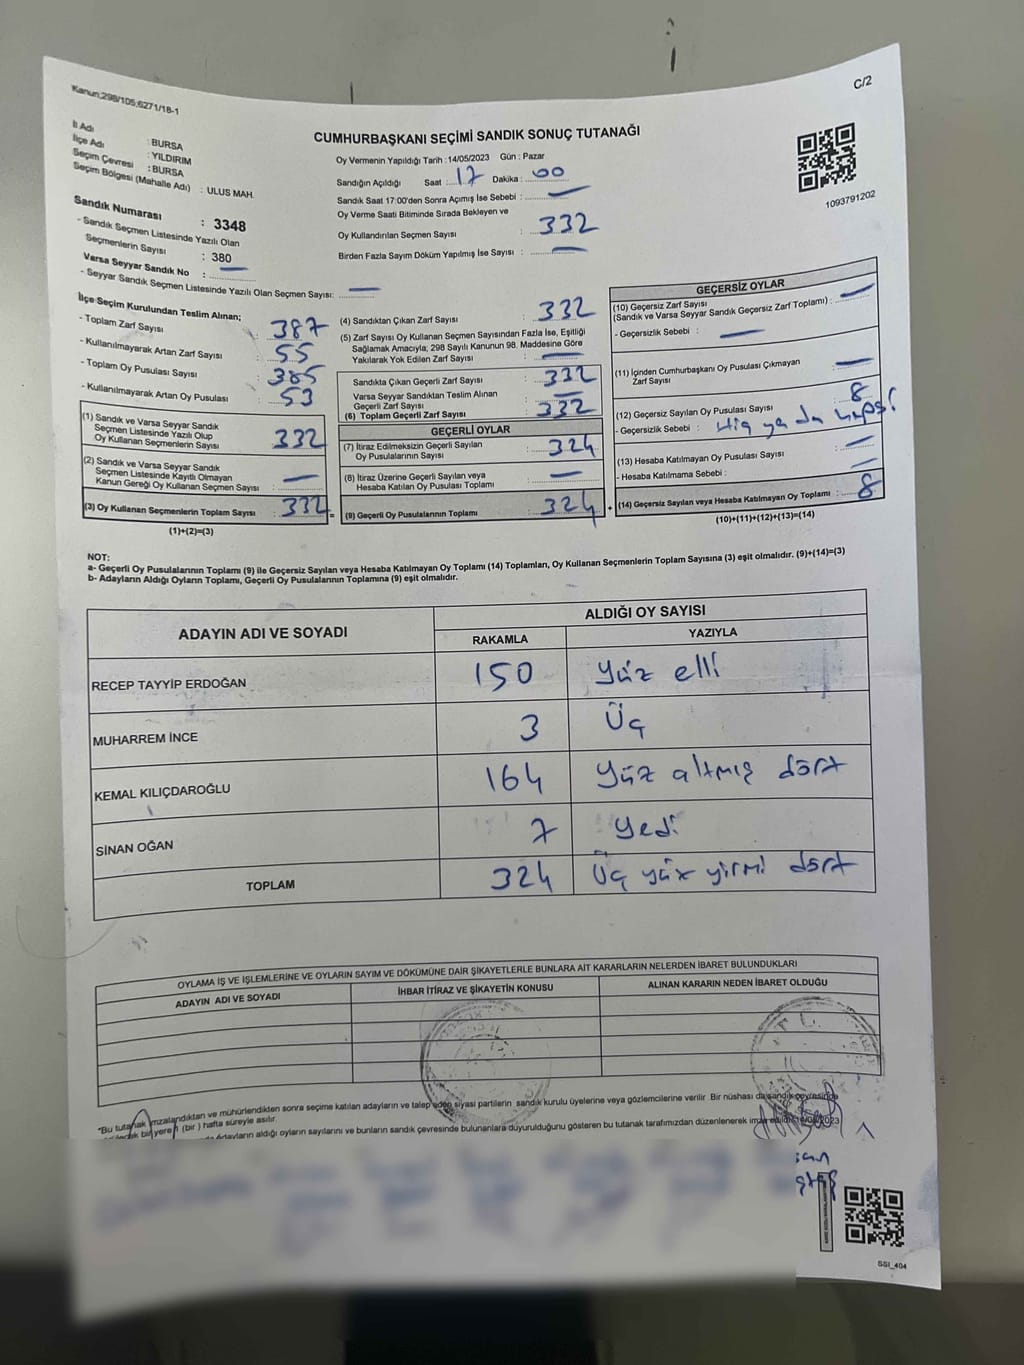 Kanun;298/105;6271/18-1
C/2
CUMHURBAŞKANI SEÇİMİ SANDIK SONUÇ TUTANAĞI
İl Adı : BURSA
İlçe Adı : YILDIRIM
Seçim Çevresi : BURSA
Seçim Bölgesi (Mahalle Adı) : ULUS MAH.
Sandık Numarası : 3348
- Sandık Seçmen Listesinde Yazılı Olan
Seçmenlerin Sayısı : 380
Varsa Seyyar Sandık No :
- Seyyar Sandık Seçmen Listesinde Yazılı Olan Seçmen Sayısı:
Oy Vermenin Yapıldığı Tarih : 14/05/2023 Gün : Pazar
Sandığın Açıldığı Saat : 17 Dakika : 00
Sandık Saat 17:00'den Sonra Açımış İse Sebebi :
Oy Verme Saati Bitiminde Sırada Bekleyen ve
Oy Kullandırılan Seçmen Sayısı : 332
Birden Fazla Sayım Döküm Yapılmış İse Sayısı :
1093791202
İlçe Seçim Kurulundan Teslim Alınan;
- Toplam Zarf Sayısı : 387
- Kullanılmayarak Artan Zarf Sayısı : 55
- Toplam Oy Pusulası Sayısı : 385
- Kullanılmayarak Artan Oy Pusulası : 53
(1) Sandık ve Varsa Seyyar Sandık
Seçmen Listesinde Yazılı Olup
Oy Kullanan Seçmenlerin Sayısı : 332
(2) Sandık ve Varsa Seyyar Sandık
Seçmen Listesinde Kayıtlı Olmayan
Kanun Gereği Oy Kullanan Seçmen Sayısı :
(3) Oy Kullanan Seçmenlerin Toplam Sayısı : 332
(1)+(2)=(3)
(4) Sandıktan Çıkan Zarf Sayısı : 332
(5) Zarf Sayısı Oy Kullanan Seçmen Sayısından Fazla İse, Eşitliği
Sağlamak Amacıyla, 298 Sayılı Kanunun 98. Maddesine Göre
Yakılarak Yok Edilen Zarf Sayısı :
Sandıkta Çıkan Geçerli Zarf Sayısı : 332
Varsa Seyyar Sandıktan Teslim Alınan
Geçerli Zarf Sayısı :
(6) Toplam Geçerli Zarf Sayısı : 332
GEÇERLİ OYLAR
(7) İtiraz Edilmeksizin Geçerli Sayılan
Oy Pusulalarının Sayısı : 324
(8) İtiraz Üzerine Geçerli Sayılan veya
Hesaba Katılan Oy Pusulası Toplamı :
= (9) Geçerli Oy Pusulalarının Toplamı : 324
GEÇERSİZ OYLAR
(10) Geçersiz Zarf Sayısı
(Sandık ve Varsa Seyyar Sandık Geçersiz Zarf Toplamı) :
- Geçersizlik Sebebi :
(11) İçinden Cumhurbaşkanı Oy Pusulası Çıkmayan
Zarf Sayısı
(12) Geçersiz Sayılan Oy Pusulası Sayısı : 8
- Geçersizlik Sebebi : Hiç ya da hepsi
(13) Hesaba Katılmayan Oy Pusulası Sayısı :
- Hesaba Katılmama Sebebi :
+ (14) Geçersiz Sayılan veya Hesaba Katılmayan Oy Toplamı : 8
(10)+(11)+(12)+(13)=(14)
NOT:
a- Geçerli Oy Pusulalarının Toplamı (9) ile Geçersiz Sayılan veya Hesaba Katılmayan Oy Toplamı (14) Toplamları, Oy Kullanan Seçmenlerin Toplam Sayısına (3) eşit olmalıdır. (9)+(14)=(3)
b- Adayların Aldığı Oyların Toplamı, Geçerli Oy Pusulalarının Toplamına (9) eşit olmalıdır.
ADAYIN ADI VE SOYADI ALDIĞI OY SAYISI
RAKAMLA YAZIYLA
RECEP TAYYİP ERDOĞAN 150 Yüz elli
MUHARREM İNCE 3 Üç
KEMAL KILIÇDAROĞLU 164 Yüz altmış dört
SİNAN OĞAN 7 Yedi
TOPLAM 324 Üç yüz yirmi dört
OYLAMA İŞ VE İŞLEMLERİNE VE OYLARIN SAYIM VE DÖKÜMÜNE DAİR ŞİKAYETLERLE BUNLARA AİT KARARLARIN NELERDEN İBARET BULUNDUKLARI
ADAYIN ADI VE SOYADI İHBAR İTİRAZ VE ŞİKAYETİN KONUSU ALINAN KARARIN NEDEN İBARET OLDUĞU
T.C.
*Bu tutanak imzalandıktan ve mühürlendikten sonra seçime katılan adayların ve talep eden siyasi partilerin sandık kurulu üyelerine veya gözlemcilerine verilir. Bir nüshası da sandık çevresinde
bir yere (bir ) hafta süreyle asılır.
adayların aldığı oyların sayılarını ve bunların sandık çevresinde bulunanlara duyurulduğunu gösteren bu tutanak tarafımızdan düzenlenerek
SSI_404